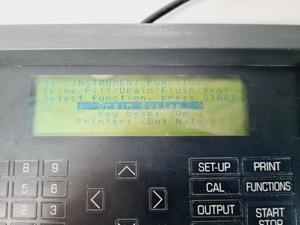 INSTRUMENT FUNCTIONS
Prime/Fill/Drain/Flush/Vent
Select function, press START
< Drain System >
Key beep: <On
Printer: <Dot Mat
8 9
5 6
2 3
SET-UP PRINT
CAL FUNCTIONS
OUTPUT START
STOP